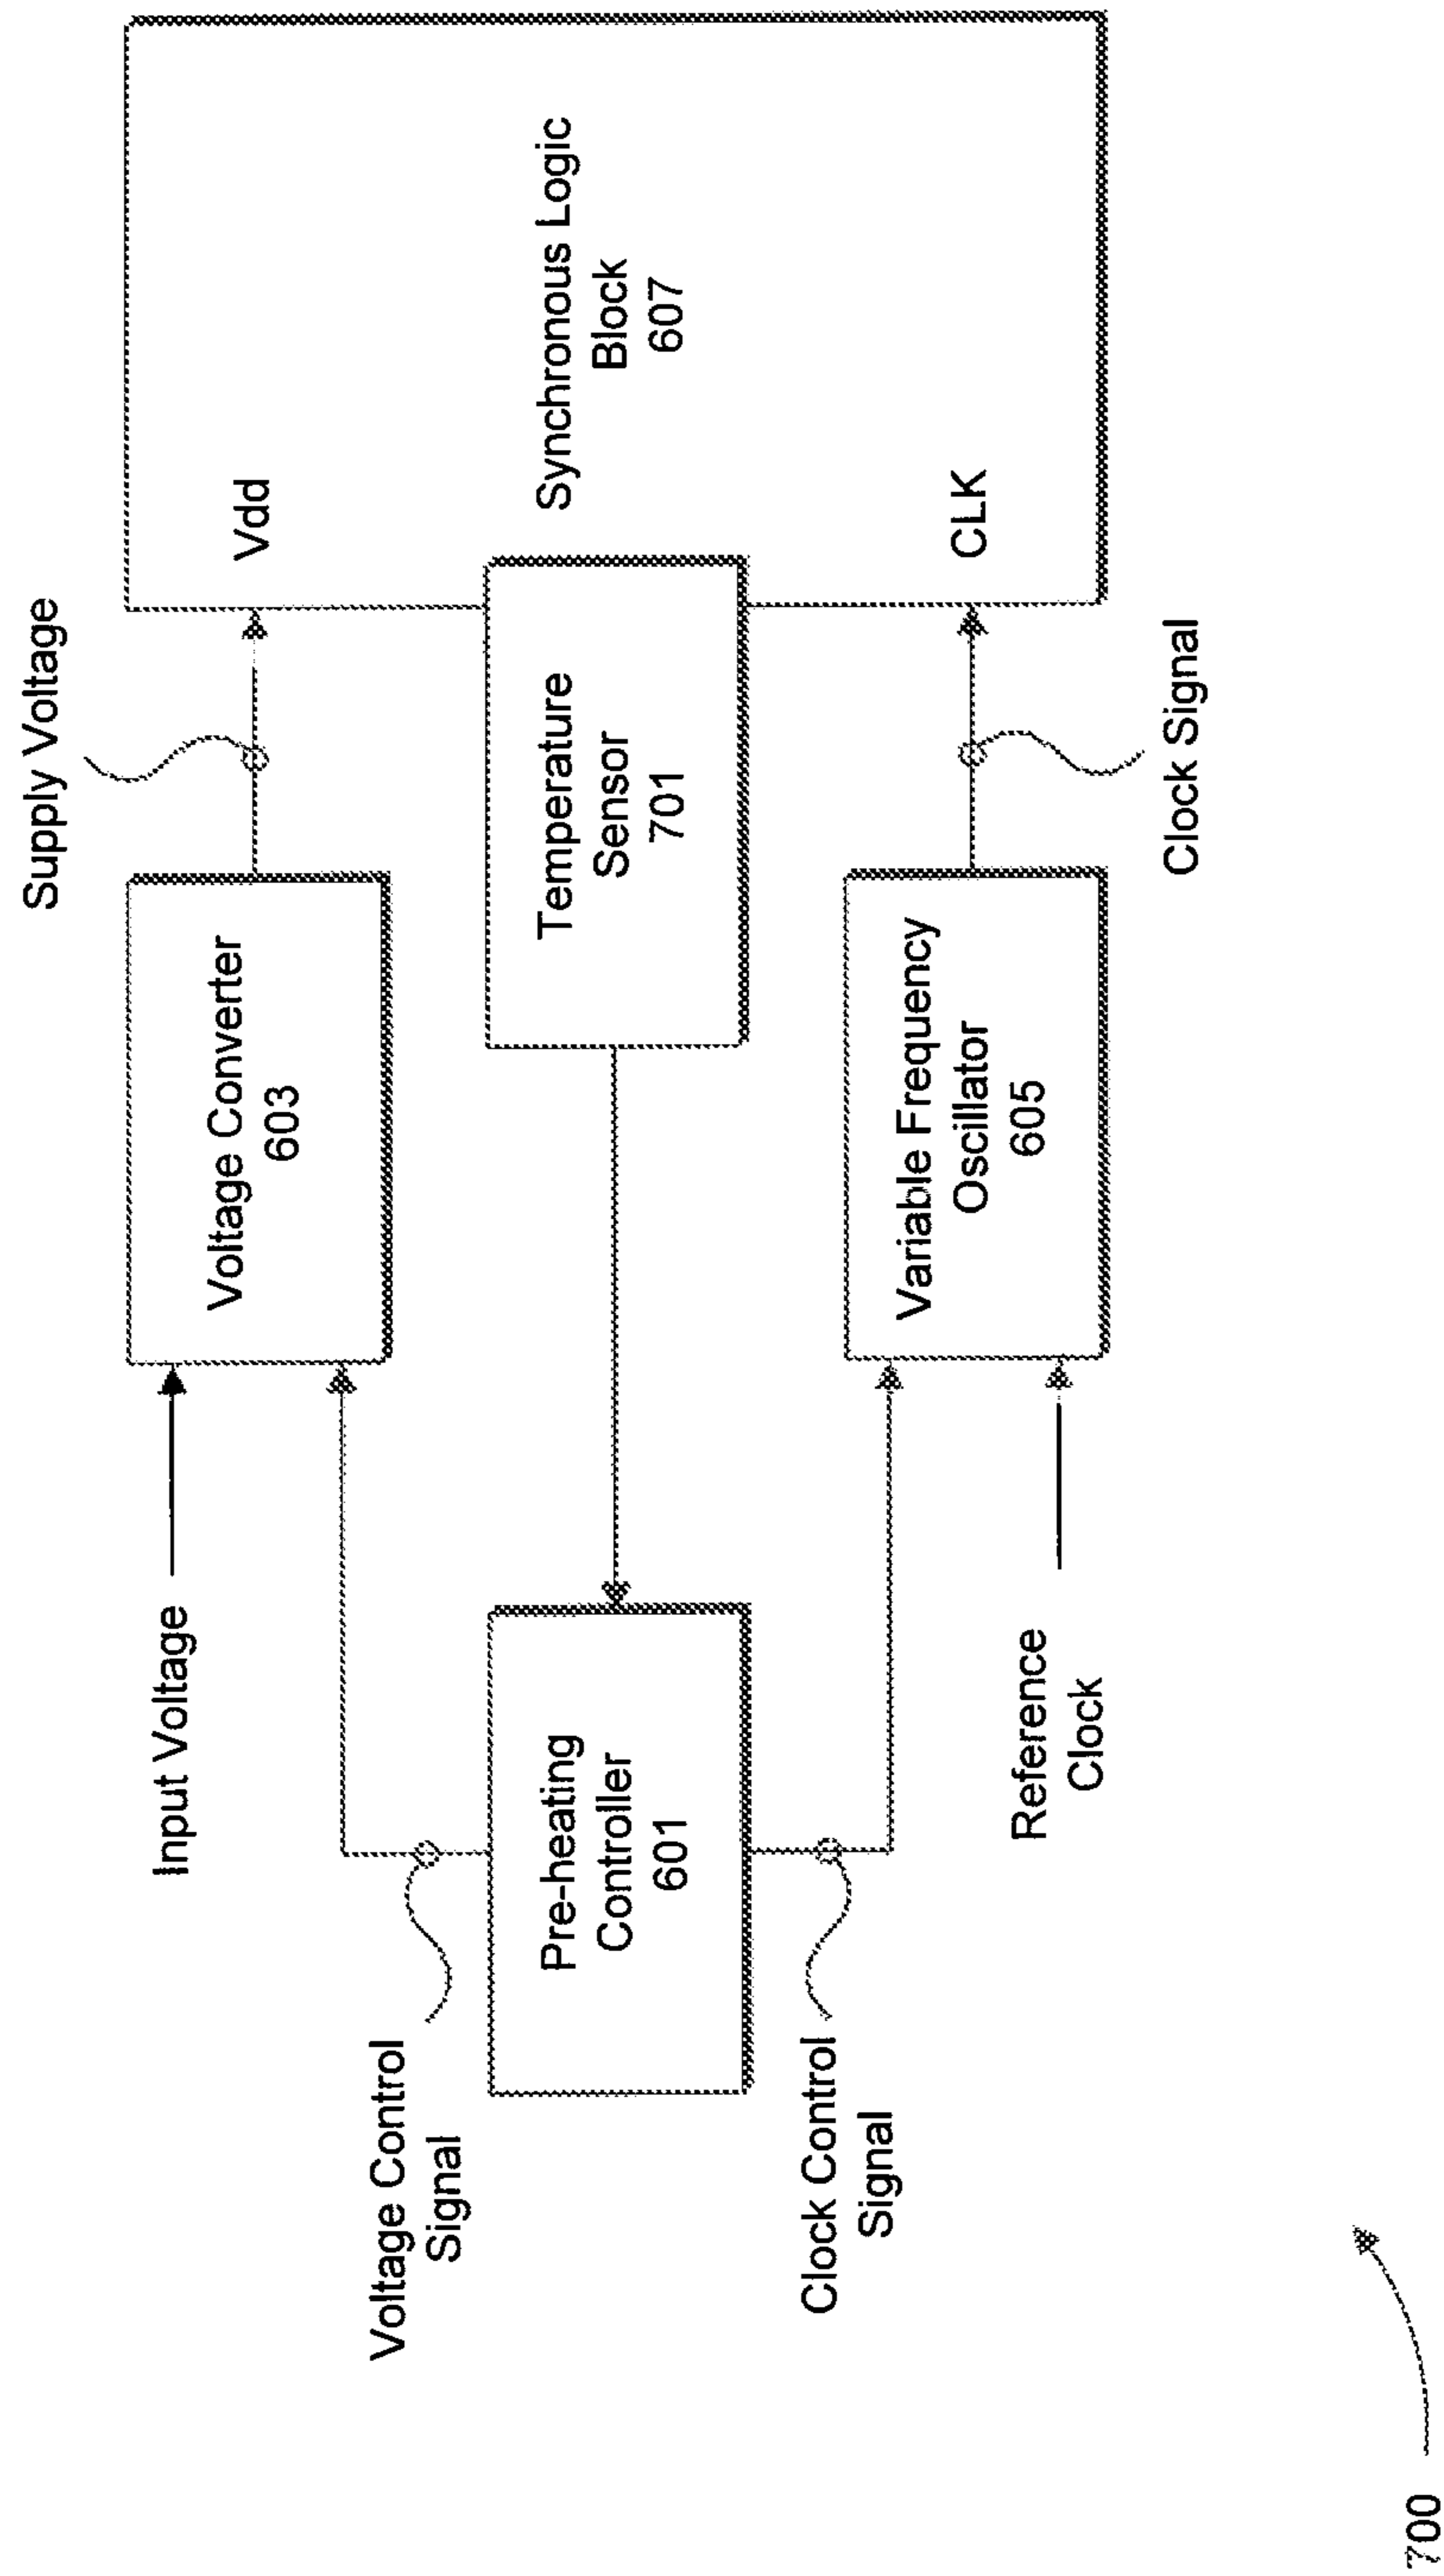 Supply Voltage
Input Voltage
Voltage Converter
603
Vdd
Voltage Control
Signal
Pre-heating
Controller
601
Temperature
Sensor
701
Synchronous Logic
Block
607
Clock Control
Signal
Variable Frequency
Oscillator
605
CLK
Reference
Clock
Clock Signal
700